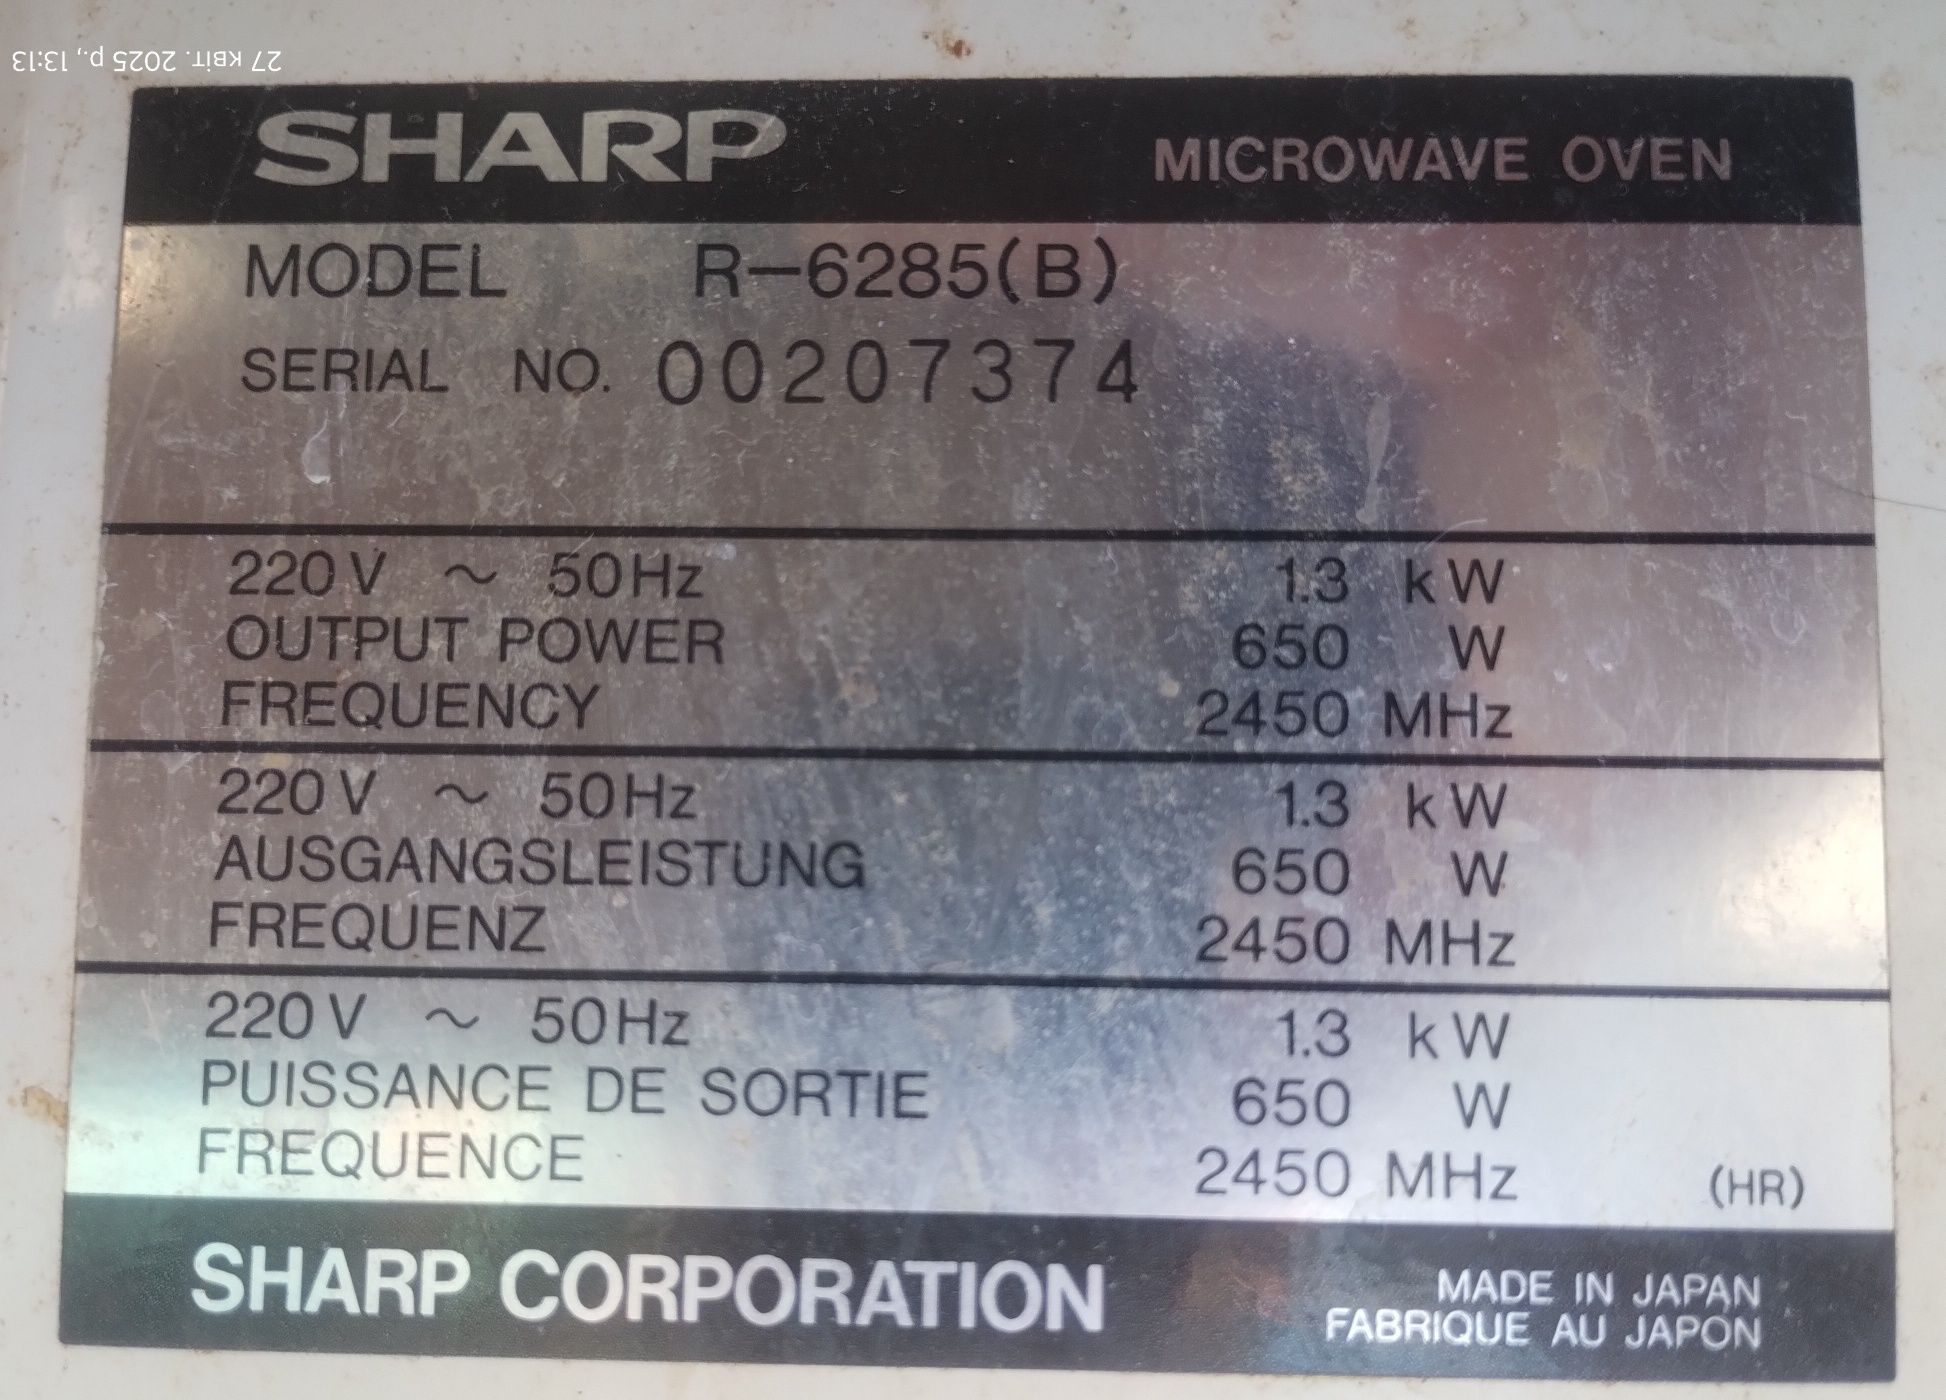 27 квіт. 2025 р., 13:13
SHARP MICROWAVE OVEN
MODEL R-6285(B)
SERIAL NO. 00207374
220V ~ 50Hz 1.3 kW
OUTPUT POWER 650 W
FREQUENCY 2450 MHz
220V ~ 50Hz 1.3 kW
AUSGANGSLEISTUNG 650 W
FREQUENZ 2450 MHz
220V ~ 50Hz 1.3 kW
PUISSANCE DE SORTIE 650 W
FREQUENCE 2450 MHz (HR)
SHARP CORPORATION MADE IN JAPAN
FABRIQUE AU JAPON